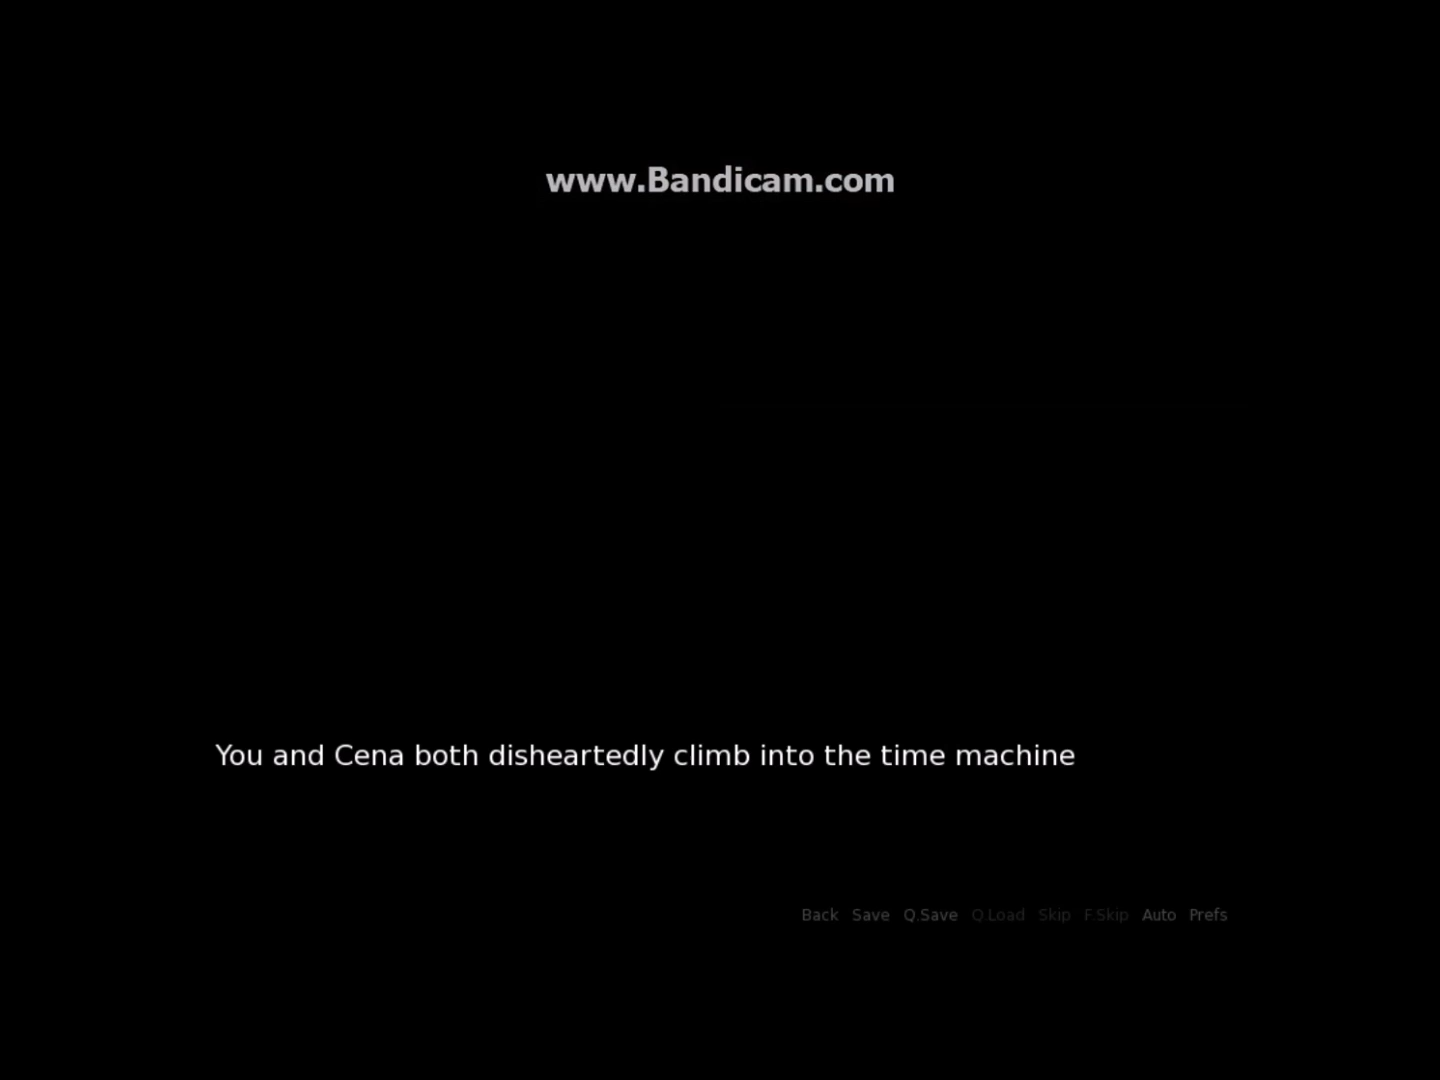 www.Bandicam.com
You and Cena both disheartedly climb into the time machine
Back Save Q.Save Q.Load Skip F.Skip Auto Prefs